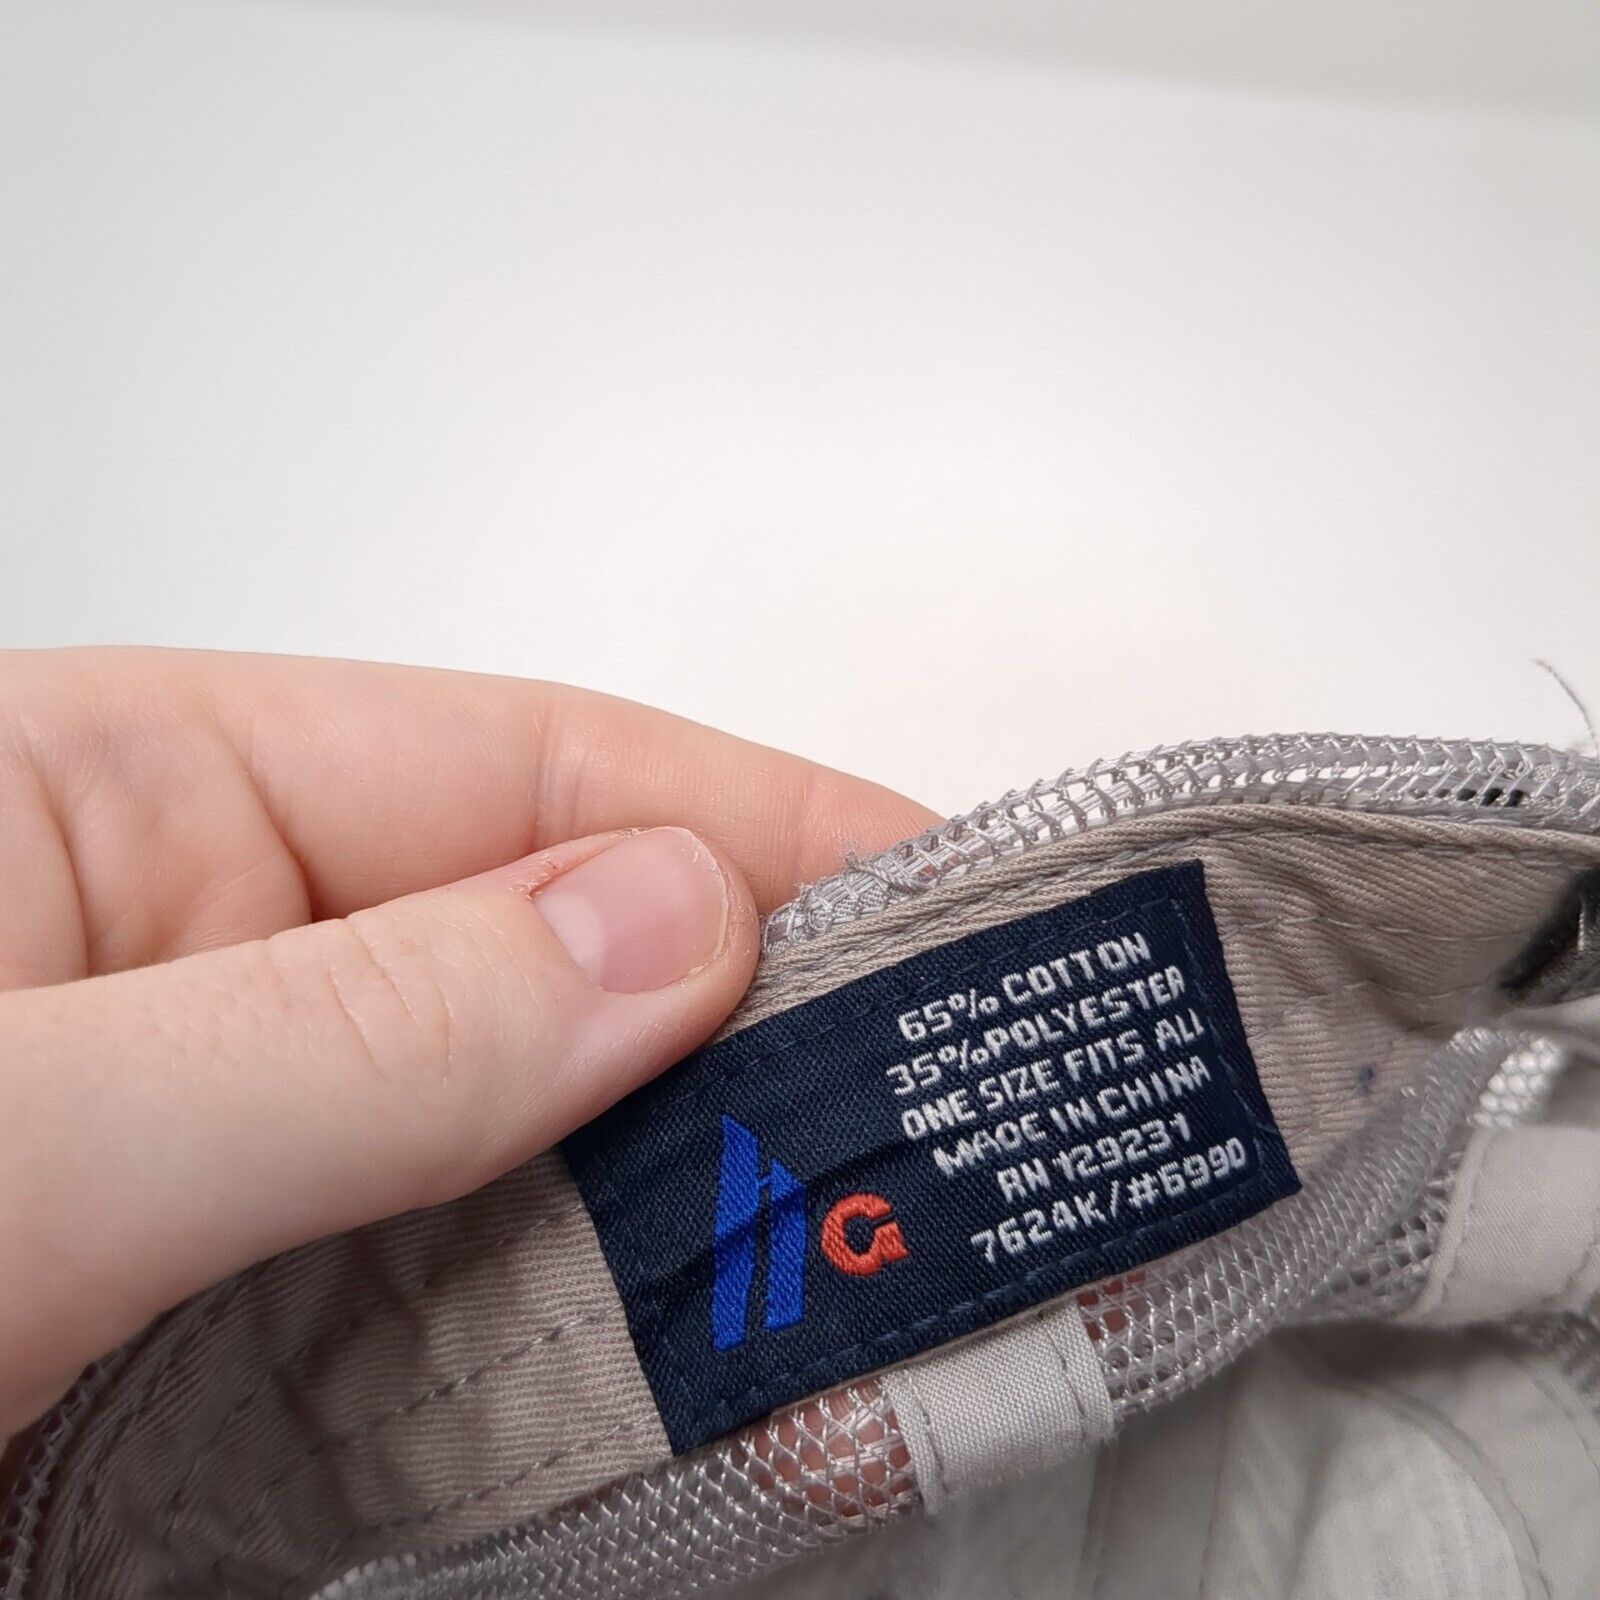 65% COTTON
35% POLYESTER
ONE SIZE FITS ALL
MADE IN CHINA
RN 129231
7624K/#6990
G